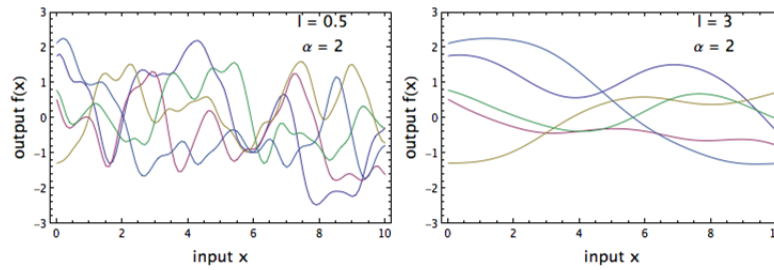 l = 0.5
α = 2
output f(x)
3
2
1
0
−1
−2
−3
0 2 4 6 8 10
input x
l = 3
α = 2
output f(x)
3
2
1
0
−1
−2
−3
0 2 4 6 8 10
input x